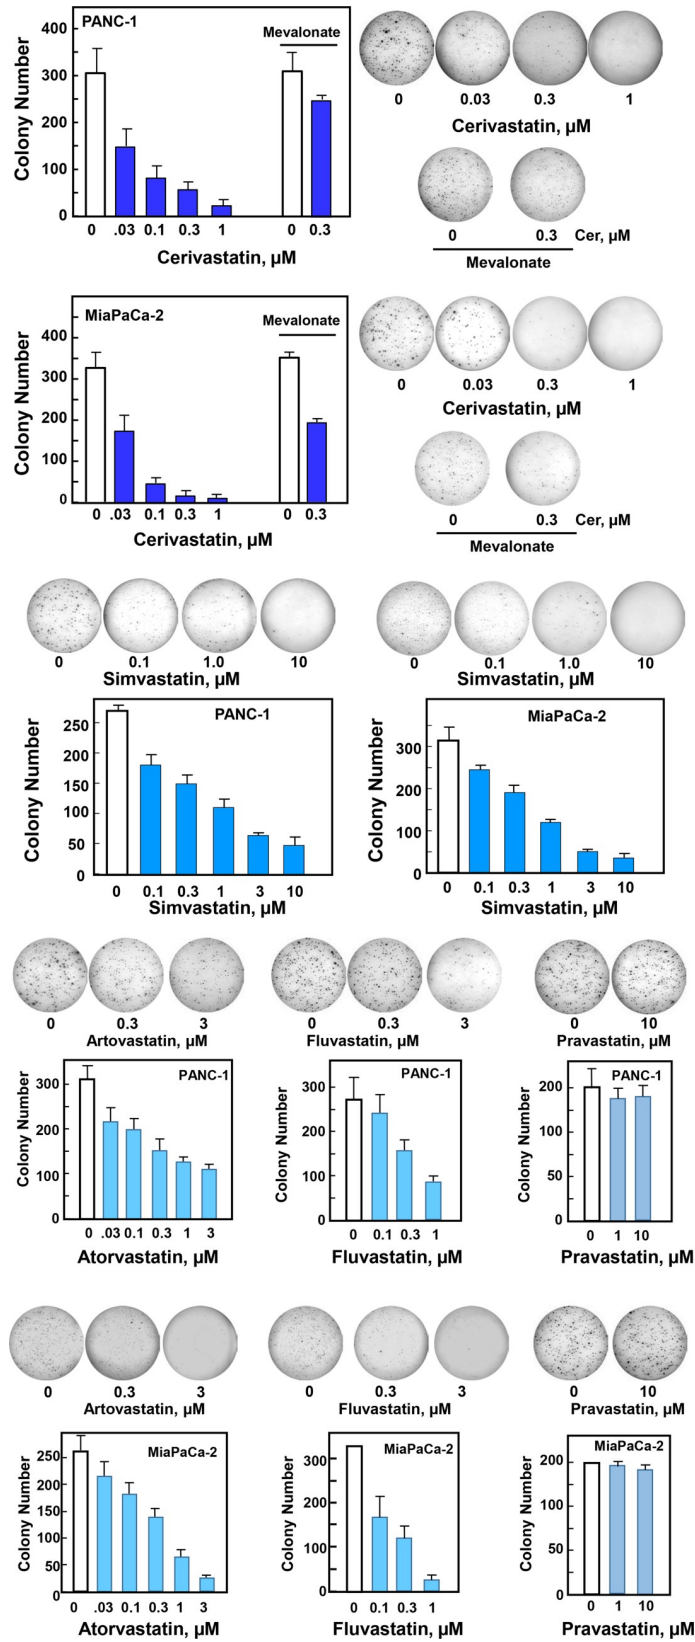 PANC-1
Mevalonate
Colony Number
400
300
200
100
0
0 .03 0.1 0.3 1 0 0.3
Cerivastatin, µM
0 0.03 0.3 1
Cerivastatin, µM
0 0.3 Cer, µM
Mevalonate
MiaPaCa-2
Mevalonate
Colony Number
400
300
200
100
0
0 .03 0.1 0.3 1 0 0.3
Cerivastatin, µM
0 0.03 0.3 1
Cerivastatin, µM
0 0.3 Cer, µM
Mevalonate
0 0.1 1.0 10
Simvastatin, µM
0 0.1 1.0 10
Simvastatin, µM
PANC-1
Colony Number
250
200
150
100
50
0
0 0.1 0.3 1 3 10
Simvastatin, µM
MiaPaCa-2
Colony Number
300
200
100
0
0 0.1 0.3 1 3 10
Simvastatin, µM
0 0.3 3
Artovastatin, µM
0 0.3 3
Fluvastatin, µM
0 10
Pravastatin, µM
PANC-1
Colony Number
300
200
100
0
0 .03 0.1 0.3 1 3
Atorvastatin, µM
PANC-1
Colony Number
300
200
100
0
0 0.1 0.3 1
Fluvastatin, µM
PANC-1
Colony Number
200
100
50
0
0 1 10
Pravastatin, µM
0 0.3 3
Artovastatin, µM
0 0.3 3
Fluvastatin, µM
0 10
Pravastatin, µM
MiaPaCa-2
Colony Number
250
200
150
100
50
0
0 .03 0.1 0.3 1 3
Atorvastatin, µM
MiaPaCa-2
Colony Number
300
200
100
0
0 0.1 0.3 1
Fluvastatin, µM
MiaPaCa-2
Colony Number
200
100
50
0
0 1 10
Pravastatin, µM